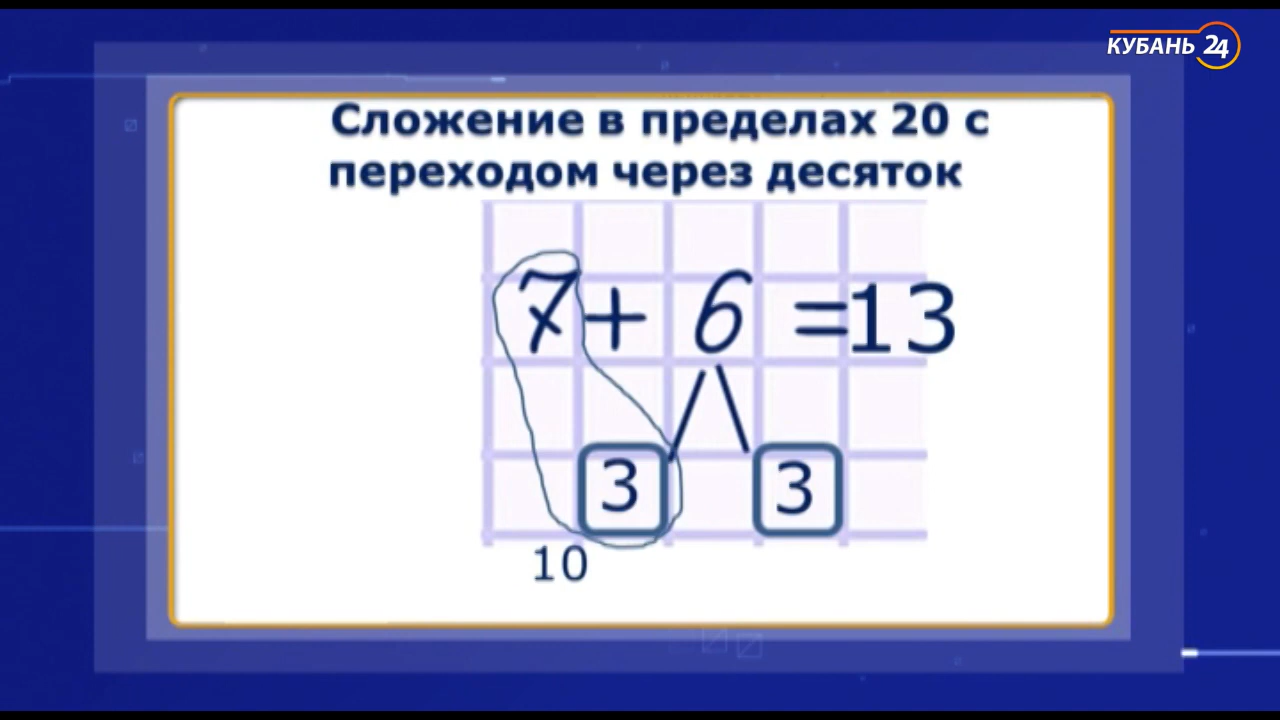 КУБАНЬ 24
Сложение в пределах 20 с
переходом через десяток
7 + 6 =13
3 3
10